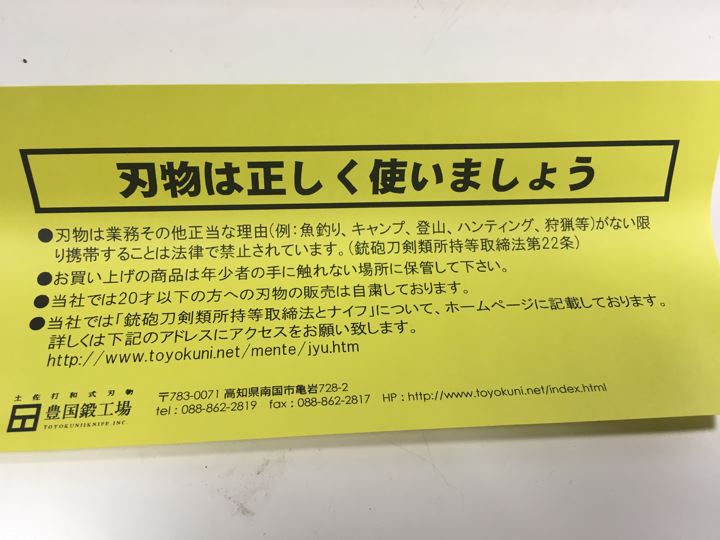 刃物は正しく使いましょう
●刃物は業務その他正当な理由(例：魚釣り、キャンプ、登山、ハンティング、狩猟等)がない限
り携帯することは法律で禁止されています。(銃砲刀剣類所持等取締法第22条)
●お買い上げの商品は年少者の手に触れない場所に保管して下さい。
●当社では20才以下の方への刃物の販売は自粛しております。
●当社では「銃砲刀剣類所持等取締法とナイフ」について、ホームページに記載しております。
詳しくは下記のアドレスにアクセスをお願い致します。
http://www.toyokuni.net/mente/jyu.htm
土佐打和式刃物
豊国鍛工場
TOYOKUNI KNIFE, INC.
〒783-0071 高知県南国市亀岩728-2
tel：088-862-2819 fax：088-862-2817 HP：http://www.toyokuni.net/index.html